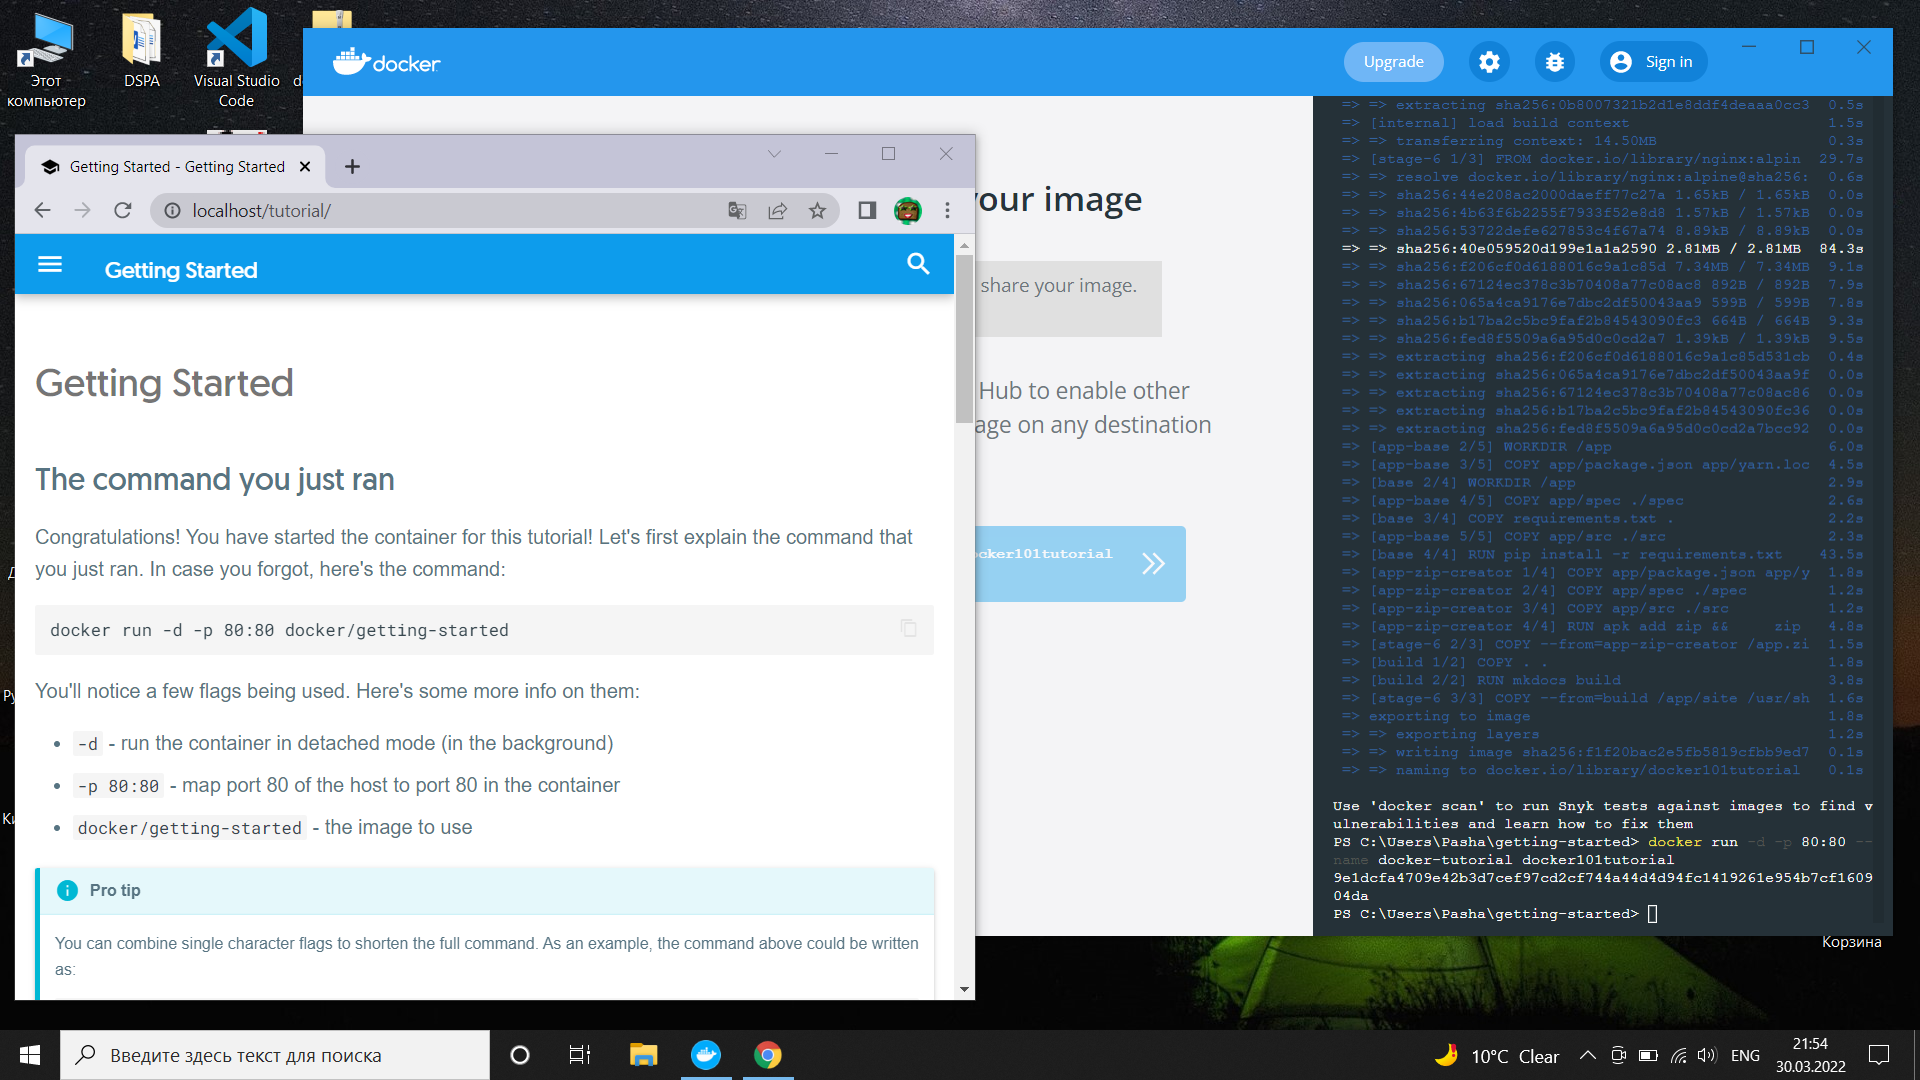 Этот
компьютер
DSPA
Visual Studio
Code
docker
Upgrade
Sign in
Getting Started - Getting Started
localhost/tutorial/
Getting Started
Getting Started
The command you just ran
Congratulations! You have started the container for this tutorial! Let's first explain the command that
you just ran. In case you forgot, here's the command:
docker run -d -p 80:80 docker/getting-started
You'll notice a few flags being used. Here's some more info on them:
-d - run the container in detached mode (in the background)
-p 80:80 - map port 80 of the host to port 80 in the container
docker/getting-started - the image to use
Pro tip
You can combine single character flags to shorten the full command. As an example, the command above could be written
as:
your image
share your image.
Hub to enable other
age on any destination
ocker101tutorial
=> => extracting sha256:0b8007321b2d1e8ddf4deaaa0cc3 0.5s
=> [internal] load build context 1.5s
=> => transferring context: 14.50MB 0.3s
=> [stage-6 1/3] FROM docker.io/library/nginx:alpin 29.7s
=> => resolve docker.io/library/nginx:alpine@sha256: 0.6s
=> => sha256:44e208ac2000daeff77c27a 1.65kB / 1.65kB 0.0s
=> => sha256:4b63f6b2255f7933f52e8d8 1.57kB / 1.57kB 0.0s
=> => sha256:53722defe627853c4f67a74 8.89kB / 8.89kB 0.0s
=> => sha256:40e059520d199e1a1a2590 2.81MB / 2.81MB 84.3s
=> => sha256:f206cf0d6188016c9a1c85d 7.34MB / 7.34MB 9.1s
=> => sha256:67124ec378c3b70408a77c08ac8 892B / 892B 7.9s
=> => sha256:065a4ca9176e7dbc2df50043aa9 599B / 599B 7.8s
=> => sha256:b17ba2c5bc9faf2b84543090fc3 664B / 664B 9.3s
=> => sha256:fed8f5509a6a95d0c0cd2a7 1.39kB / 1.39kB 9.5s
=> => extracting sha256:f206cf0d6188016c9a1c85d531cb 0.4s
=> => extracting sha256:065a4ca9176e7dbc2df50043aa9f 0.0s
=> => extracting sha256:67124ec378c3b70408a77c08ac86 0.0s
=> => extracting sha256:b17ba2c5bc9faf2b84543090fc36 0.0s
=> => extracting sha256:fed8f5509a6a95d0c0cd2a7bcc92 0.0s
=> [app-base 2/5] WORKDIR /app 6.0s
=> [app-base 3/5] COPY app/package.json app/yarn.loc 4.5s
=> [base 2/4] WORKDIR /app 2.9s
=> [app-base 4/5] COPY app/spec ./spec 2.6s
=> [base 3/4] COPY requirements.txt . 2.2s
=> [app-base 5/5] COPY app/src ./src 2.3s
=> [base 4/4] RUN pip install -r requirements.txt 43.5s
=> [app-zip-creator 1/4] COPY app/package.json app/y 1.8s
=> [app-zip-creator 2/4] COPY app/spec ./spec 1.2s
=> [app-zip-creator 3/4] COPY app/src ./src 1.2s
=> [app-zip-creator 4/4] RUN apk add zip && zip 4.8s
=> [stage-6 2/3] COPY --from=app-zip-creator /app.zi 1.5s
=> [build 1/2] COPY . . 1.8s
=> [build 2/2] RUN mkdocs build 3.8s
=> [stage-6 3/3] COPY --from=build /app/site /usr/sh 1.6s
=> exporting to image 1.8s
=> => exporting layers 1.2s
=> => writing image sha256:f1f20bac2e5fb5819cfbb9ed7 0.1s
=> => naming to docker.io/library/docker101tutorial 0.1s
Use 'docker scan' to run Snyk tests against images to find v
ulnerabilities and learn how to fix them
PS C:\Users\Pasha\getting-started> docker run -d -p 80:80 --
name docker-tutorial docker101tutorial
9e1dcfa4709e42b3d7cef97cd2cf744a44d4d94fc1419261e954b7cf1609
04da
PS C:\Users\Pasha\getting-started>
Корзина
Введите здесь текст для поиска
10°C Clear
ENG
21:54
30.03.2022